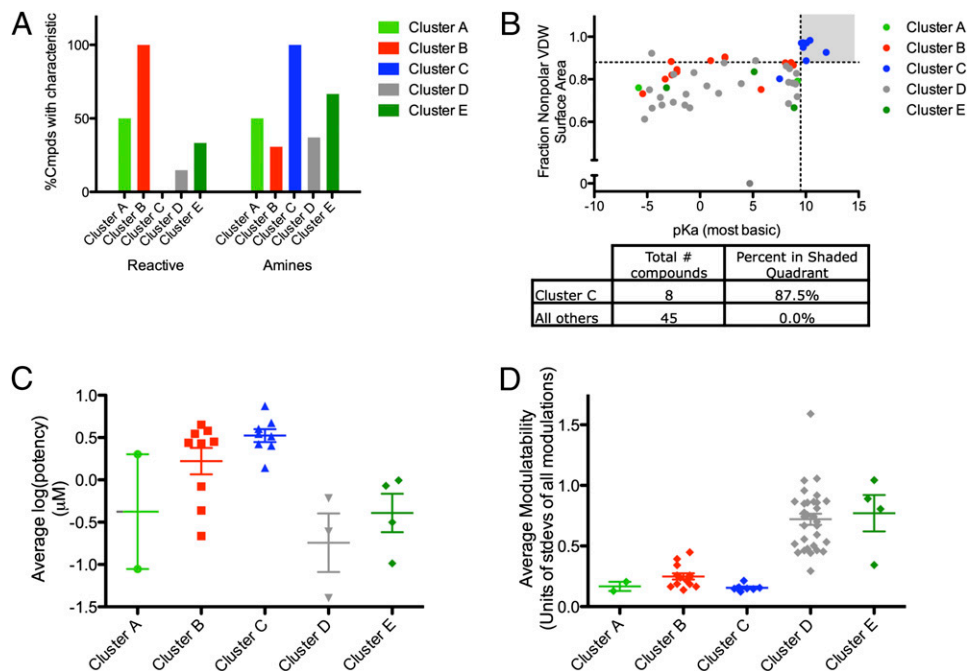 A
%Cmpds with characteristic
100
50
0
Cluster A
Cluster B
Cluster C
Cluster D
Cluster E
Cluster A
Cluster B
Cluster C
Cluster D
Cluster E
Reactive
Amines
Cluster A
Cluster B
Cluster C
Cluster D
Cluster E
B
Fraction Nonpolar VDW
Surface Area
1.0
0.8
0.6
0
-10 -5 0 5 10 15
pKa (most basic)
Cluster A
Cluster B
Cluster C
Cluster D
Cluster E
Total #
compounds
Percent in Shaded
Quadrant
Cluster C 8 87.5%
All others 45 0.0%
C
Average log(potency)
(μM)
1.0
0.5
0.0
-0.5
-1.0
-1.5
Cluster A
Cluster B
Cluster C
Cluster D
Cluster E
D
Average Modulatability
(Units of stdevs of all modulations)
2.0
1.5
1.0
0.5
0.0
Cluster A
Cluster B
Cluster C
Cluster D
Cluster E